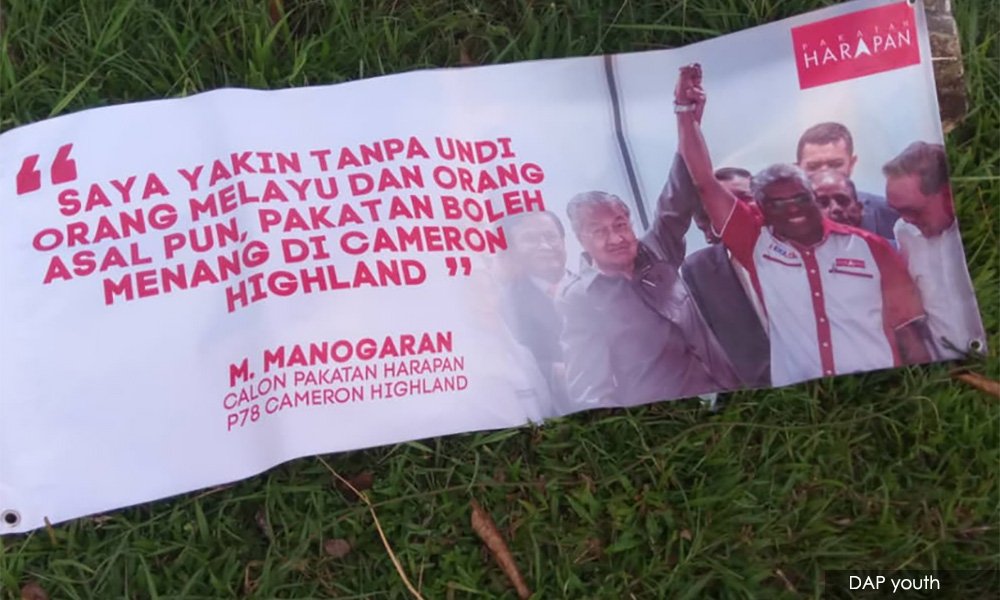 PAKATAN
HARAPAN
“ SAYA YAKIN TANPA UNDI
ORANG MELAYU DAN ORANG
ASAL PUN, PAKATAN BOLEH
MENANG DI CAMERON
HIGHLAND ”
M. MANOGARAN
CALON PAKATAN HARAPAN
P78 CAMERON HIGHLAND
DAP youth